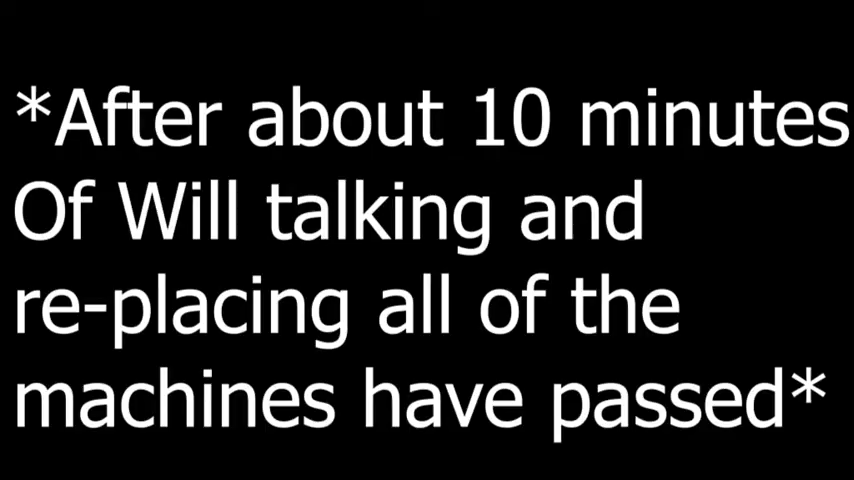 *After about 10 minutes
Of Will talking and
re-placing all of the
machines have passed*